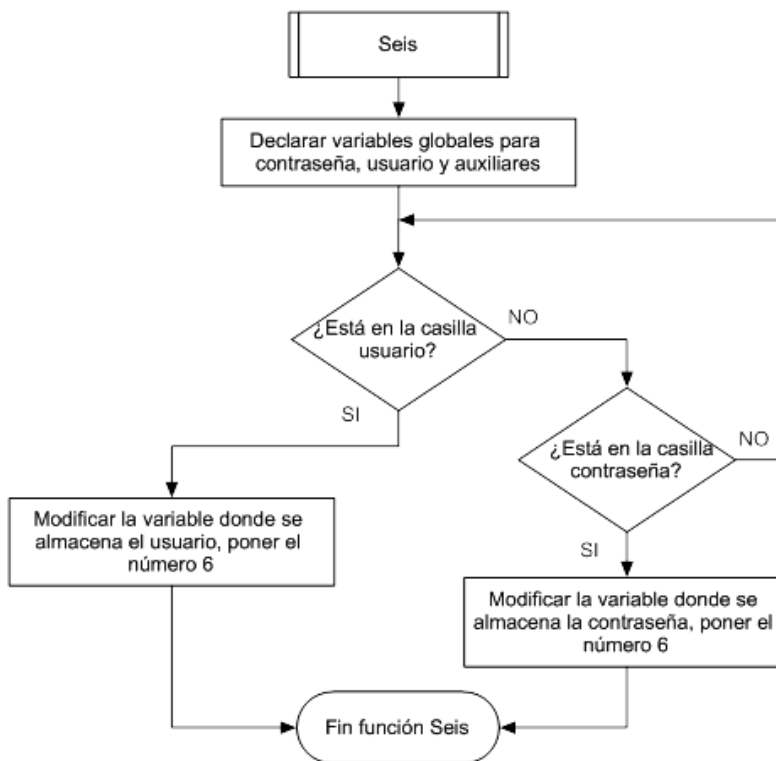 Seis
Declarar variables globales para
contraseña, usuario y auxiliares
¿Está en la casilla
usuario?
NO
SI
¿Está en la casilla
contraseña?
NO
SI
Modificar la variable donde se
almacena el usuario, poner el
número 6
Modificar la variable donde se
almacena la contraseña, poner el
número 6
Fin función Seis